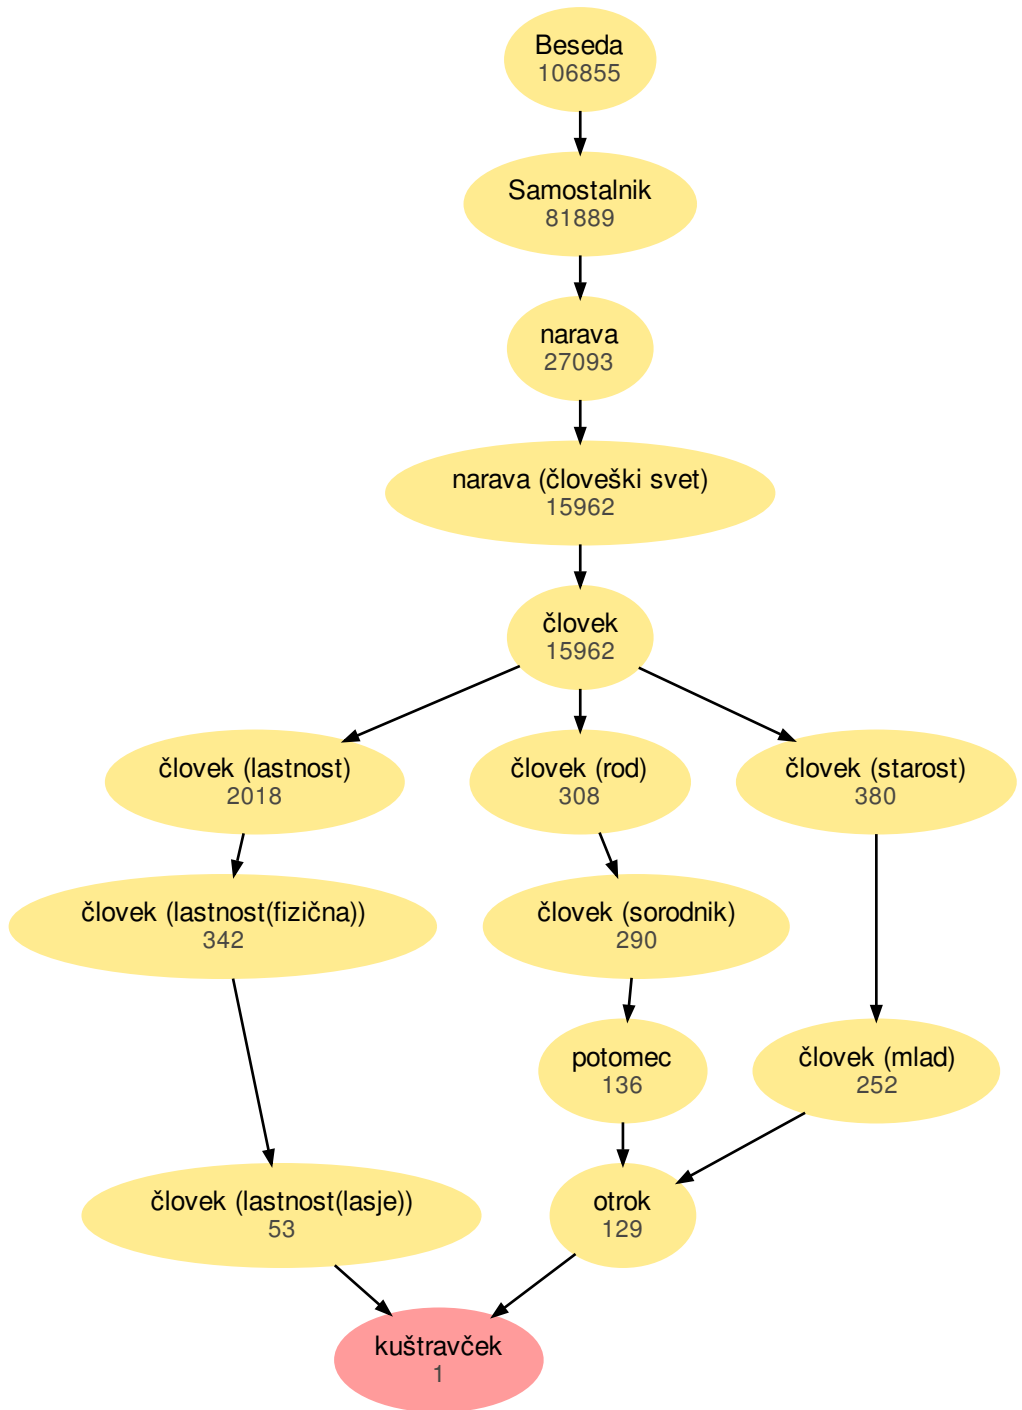 Beseda
106855
Samostalnik
81889
narava
27093
narava (človeški svet)
15962
človek
15962
človek (lastnost)
2018
človek (rod)
308
človek (starost)
380
človek (lastnost(fizična))
342
človek (sorodnik)
290
potomec
136
človek (mlad)
252
človek (lastnost(lasje))
53
otrok
129
kuštravček
1